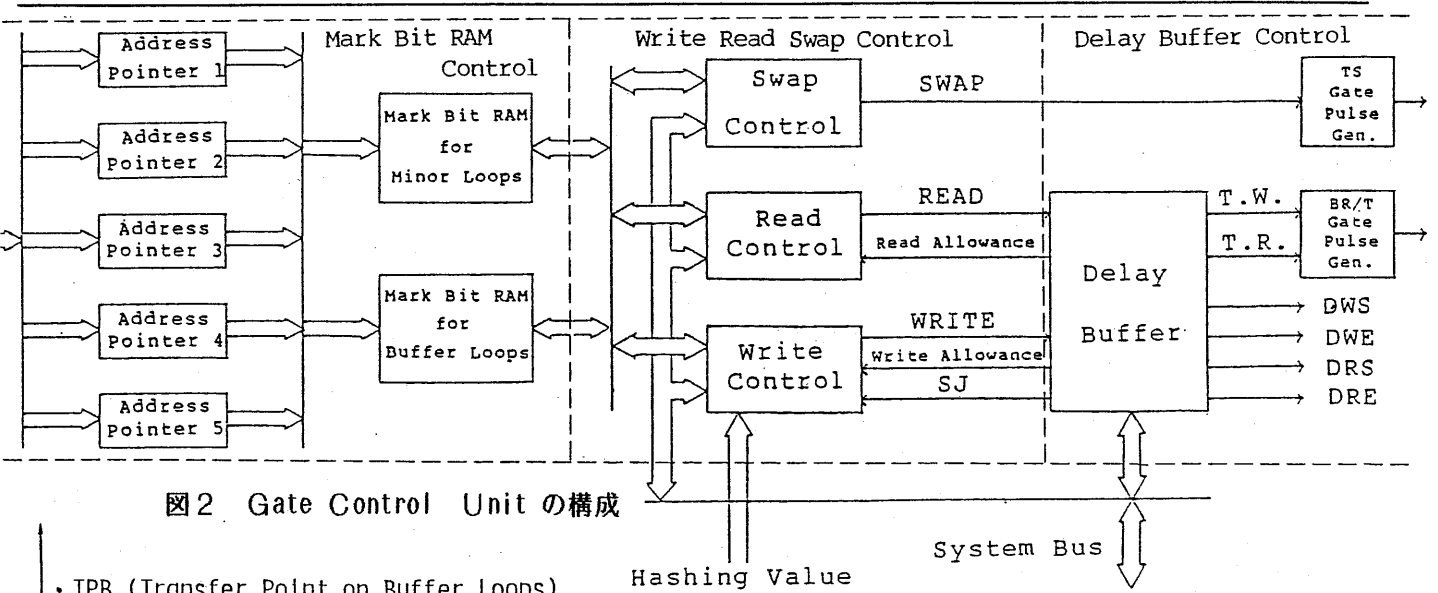 Address
Pointer 1
Address
Pointer 2
Address
Pointer 3
Address
Pointer 4
Address
Pointer 5
Mark Bit RAM
Control
Mark Bit RAM
for
Minor Loops
Mark Bit RAM
for
Buffer Loops
Write Read Swap Control
Swap
Control
SWAP
Read
Control
READ
Read Allowance
Write
Control
WRITE
Write Allowance
SJ
Delay Buffer Control
TS
Gate
Pulse
Gen.
Delay
Buffer
T.W.
T.R.
BR/T
Gate
Pulse
Gen.
DWS
DWE
DRS
DRE
図2 Gate Control Unit の構成
System Bus
Hashing Value
・TPB (Transfer Point on Buffer Loops)